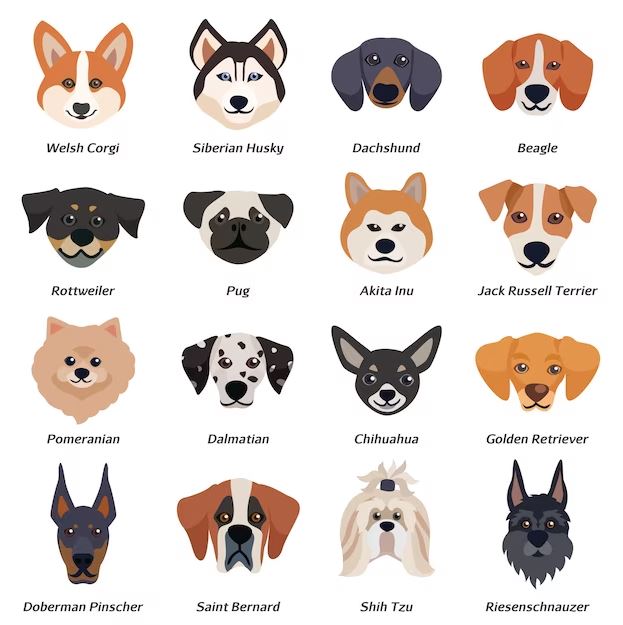 Welsh Corgi
Siberian Husky
Dachshund
Beagle
Rottweiler
Pug
Akita Inu
Jack Russell Terrier
Pomeranian
Dalmatian
Chihuahua
Golden Retriever
Doberman Pinscher
Saint Bernard
Shih Tzu
Riesenschnauzer